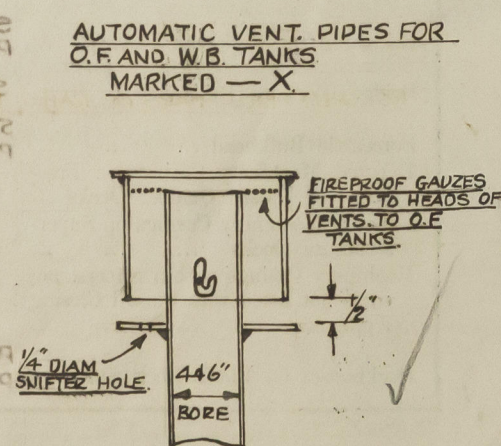 AUTOMATIC VENT. PIPES FOR
O.F. AND W.B. TANKS
MARKED — X.
FIREPROOF GAUZES
FITTED TO HEADS OF
VENTS. TO O.F.
TANKS.
1/2"
1/4" DIAM
SNIFTER HOLE.
4·46"
BORE